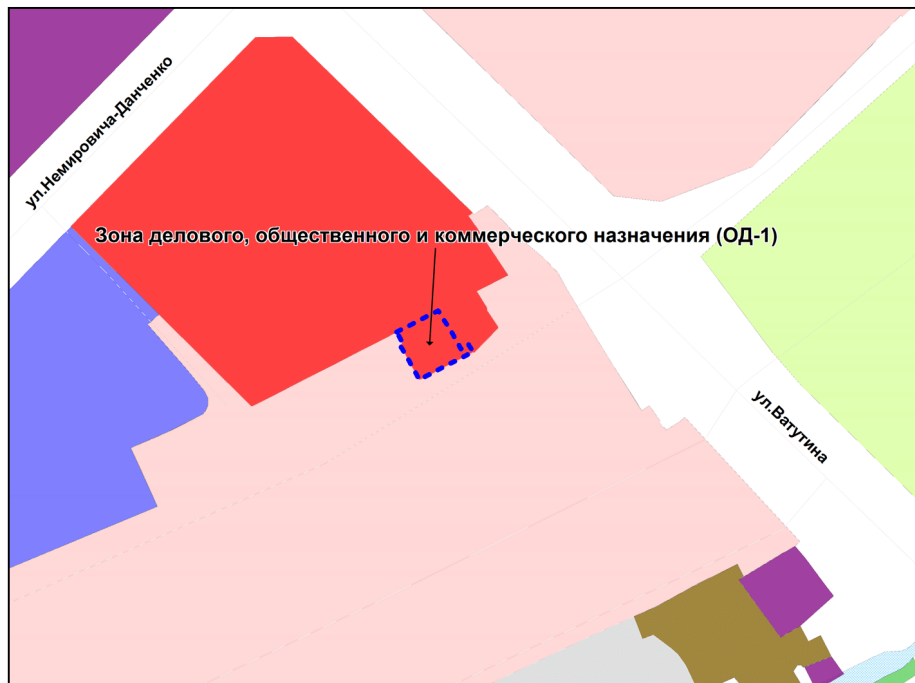 ул.Немировича-Данченко
Зона делового, общественного и коммерческого назначения (ОД-1)
ул.Ватутина